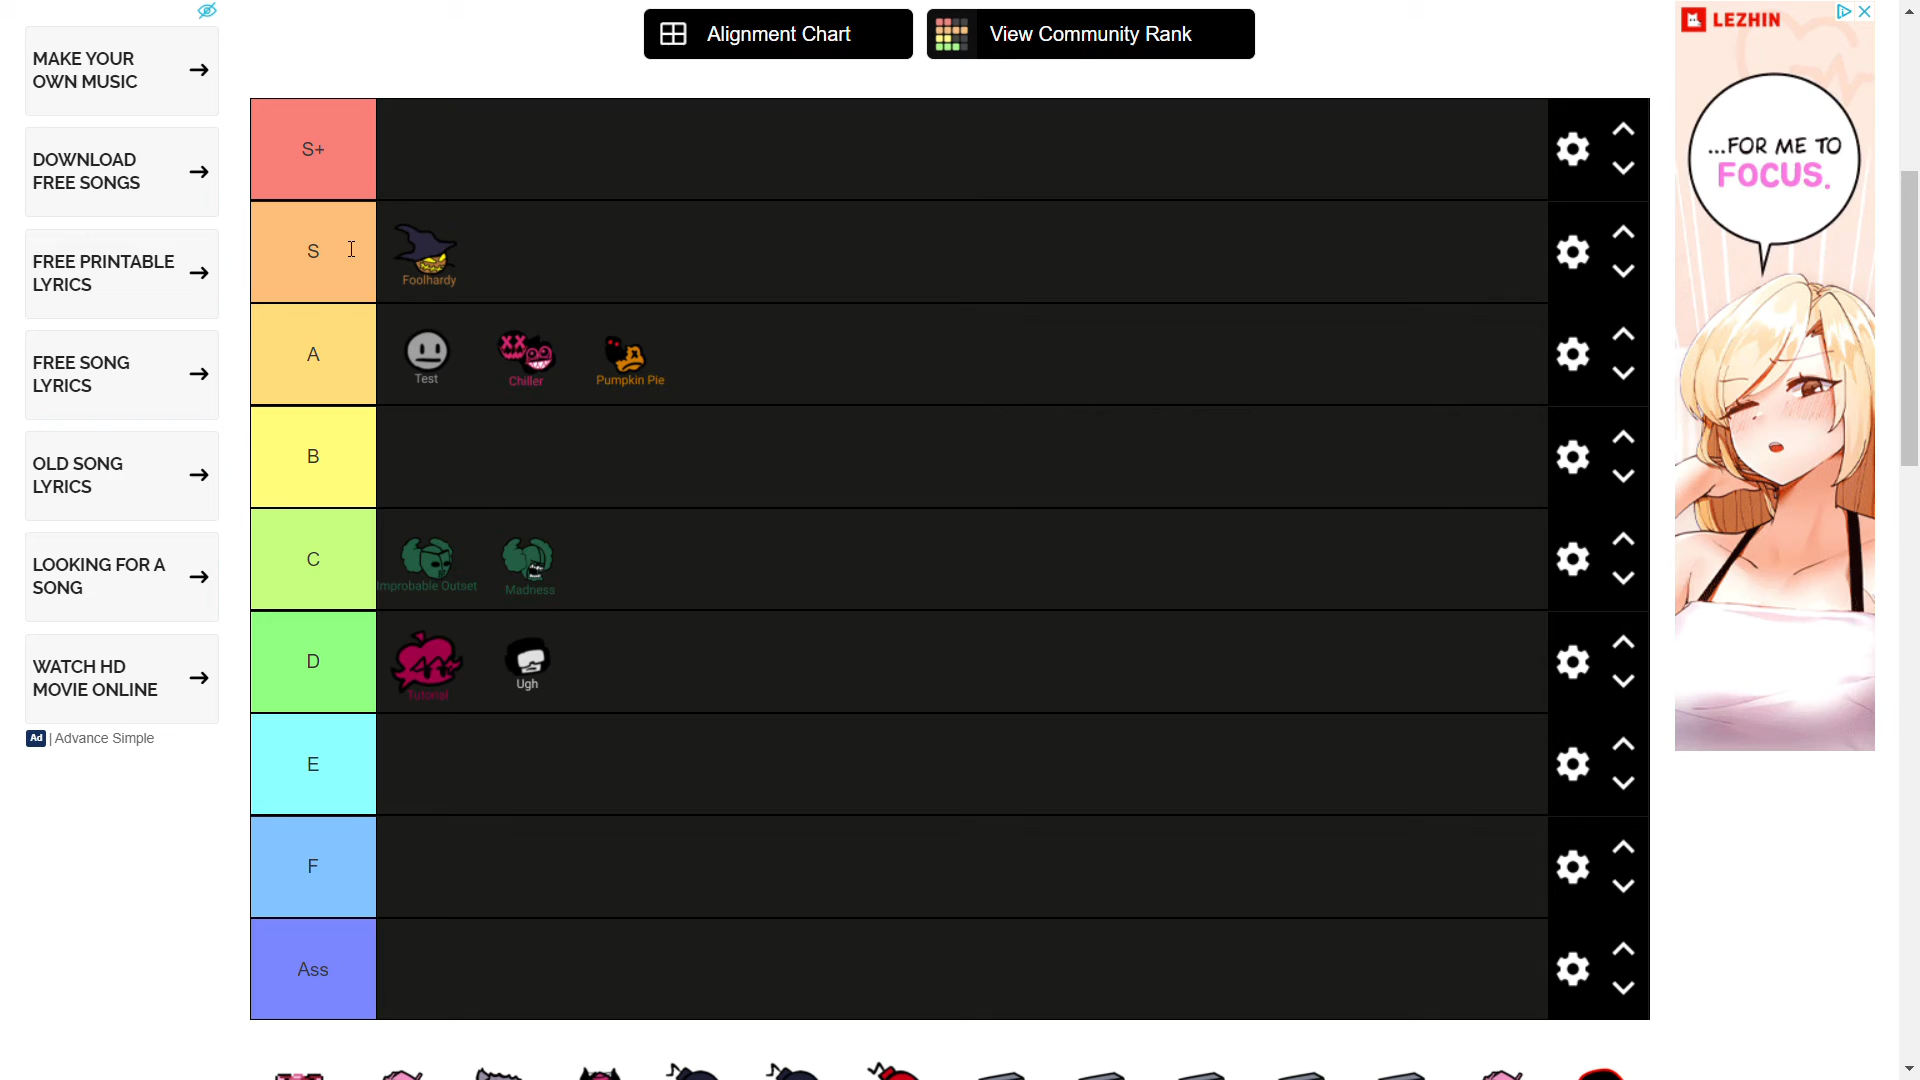 Alignment Chart
View Community Rank
MAKE YOUR
OWN MUSIC
DOWNLOAD
FREE SONGS
FREE PRINTABLE
LYRICS
FREE SONG
LYRICS
OLD SONG
LYRICS
LOOKING FOR A
SONG
WATCH HD
MOVIE ONLINE
Ad | Advance Simple
S+
S
Foolhardy
A
Test
Chiller
Pumpkin Pie
B
C
Improbable Outset
Madness
D
Tutorial
Ugh
E
F
Ass
LEZHIN
...FOR ME TO
FOCUS.